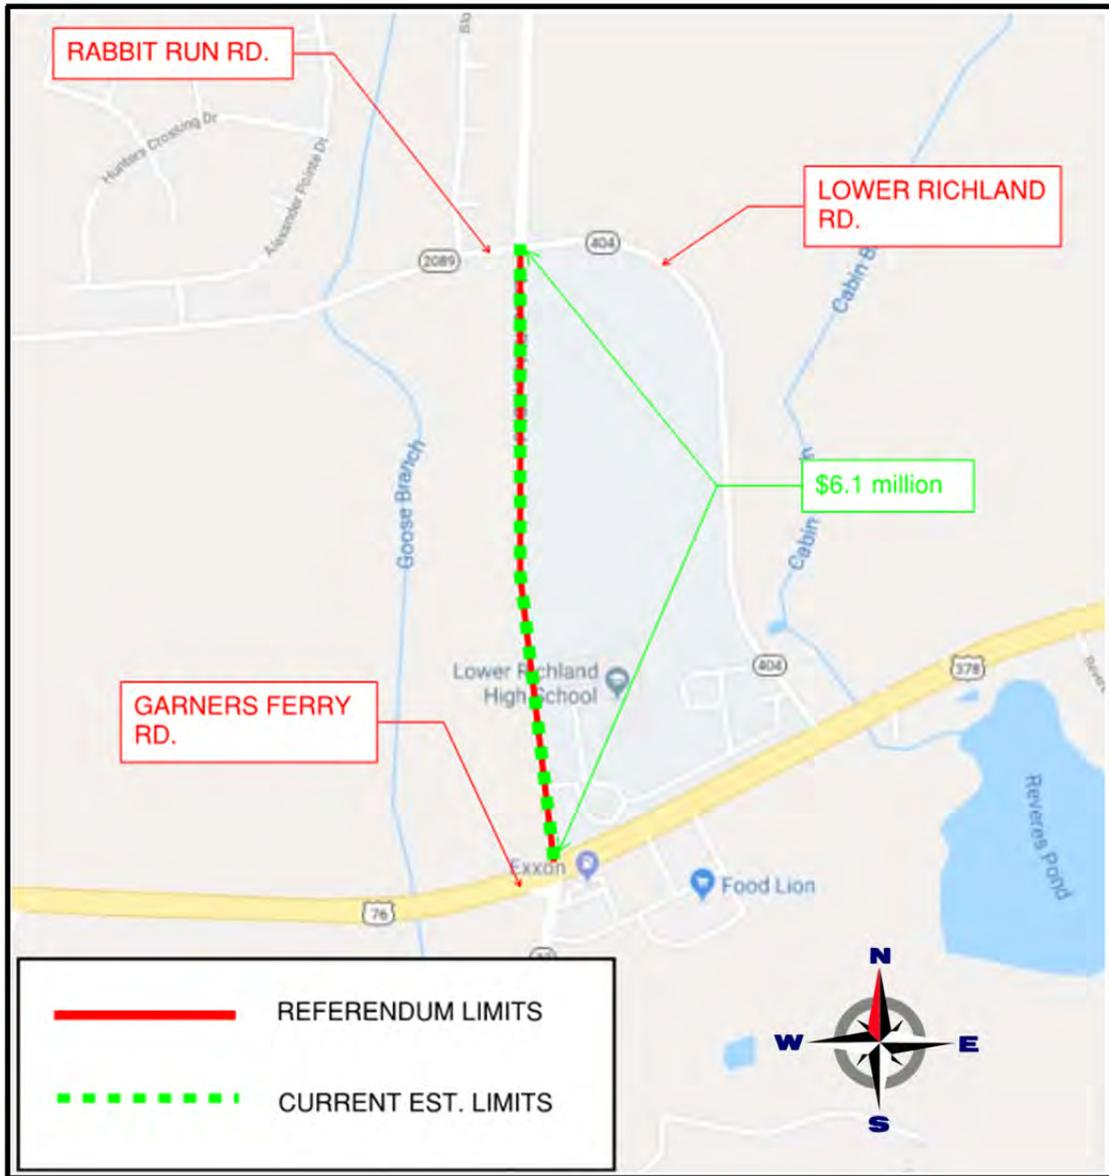 RABBIT RUN RD.
Hunters Crossing Dr
Alexander Pointe Dr
LOWER RICHLAND
RD.
404
2089
Cabin
$6.1 million
Goose Branch
Cabin
Lower Richland
High School
404
378
GARNERS FERRY
RD.
Reveres Pond
Exxon
Food Lion
76
REFERENDUM LIMITS
CURRENT EST. LIMITS
N
W
E
S